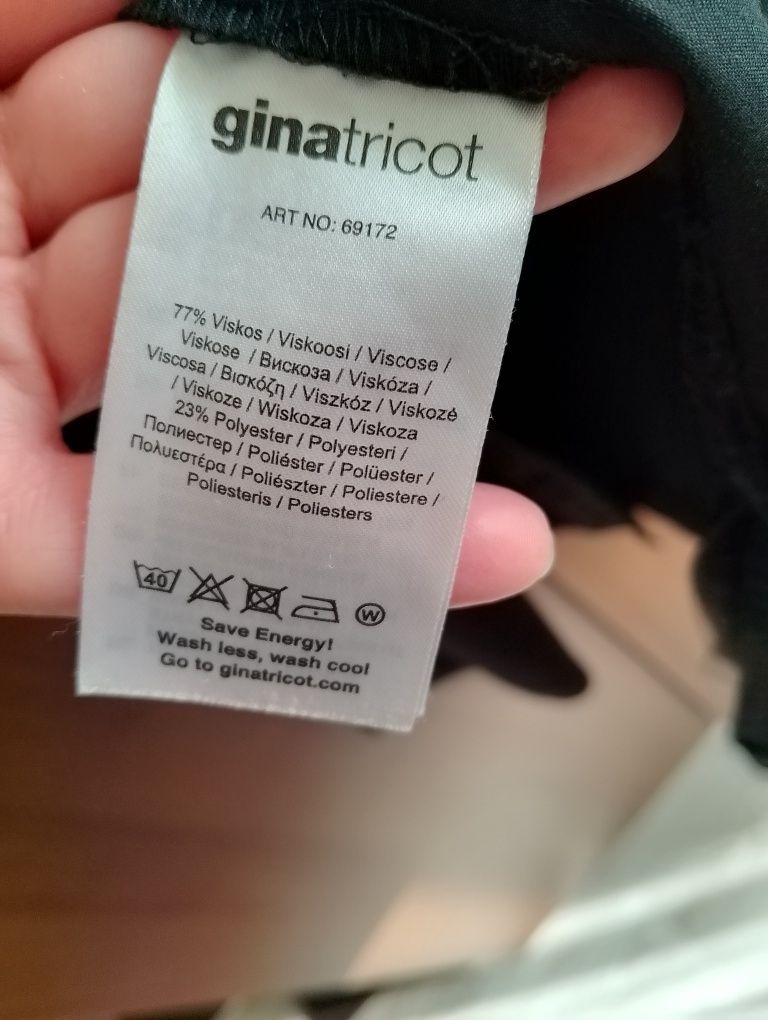 ginatricot
ART NO: 69172
77% Viskos / Viskoosi / Viscose /
Viskose / Вискоза / Viskóza /
Viscosa / Βισκόζη / Viszkóz / Viskozė
/ Viskoze / Wiskoza / Viskoza
23% Polyester / Polyesteri /
Полиестер / Poliéster / Polüester /
Πολυεστέρα / Poliészter / Poliestere /
Poliesteris / Poliesters
40 W
Save Energy!
Wash less, wash cool
Go to ginatricot.com